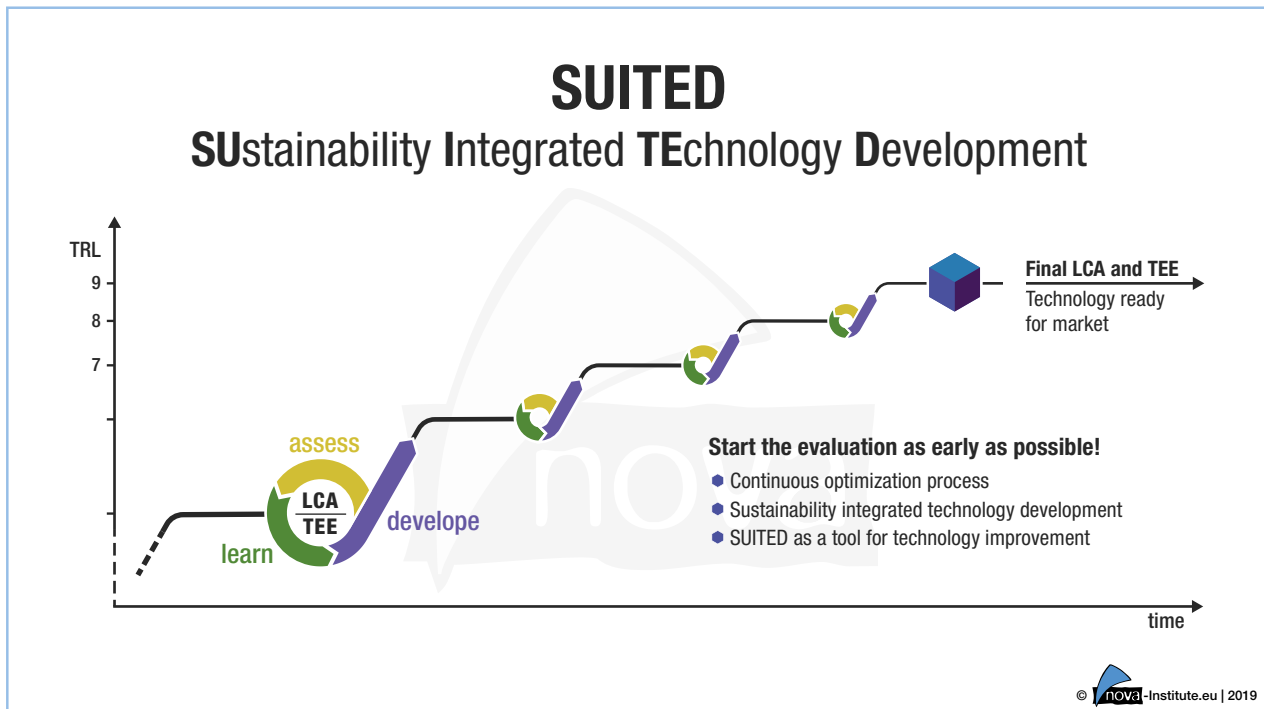 SUITED
SUstainability Integrated TEchnology Development
TRL
9
8
7
Final LCA and TEE
Technology ready
for market
assess
LCA
TEE
develope
learn
nova
Start the evaluation as early as possible!
Continuous optimization process
Sustainability integrated technology development
SUITED as a tool for technology improvement
time
© nova-Institute.eu | 2019